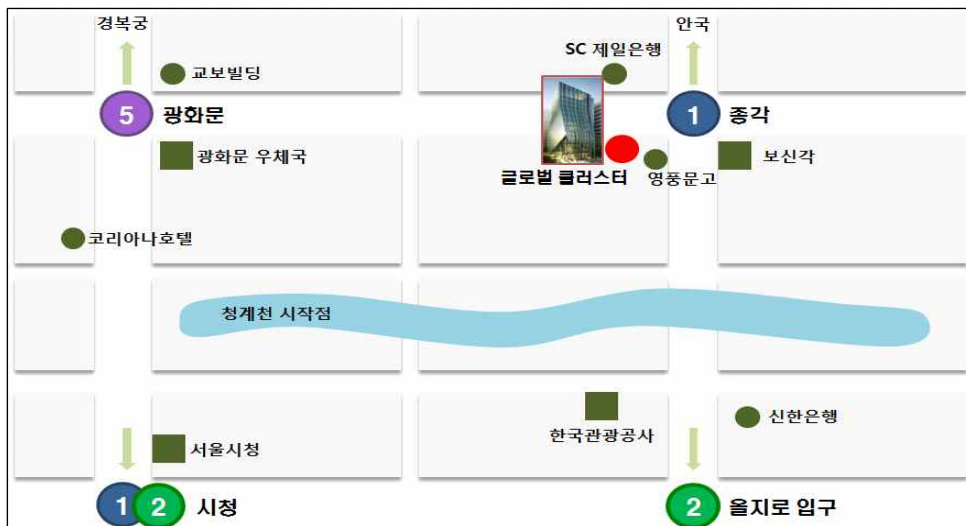 경복궁
안국
SC 제일은행
교보빌딩
5 광화문
1 종각
광화문 우체국
글로벌 클러스터
영풍문고
보신각
코리아나호텔
청계천 시작점
한국관광공사
신한은행
서울시청
1 2 시청
2 을지로 입구